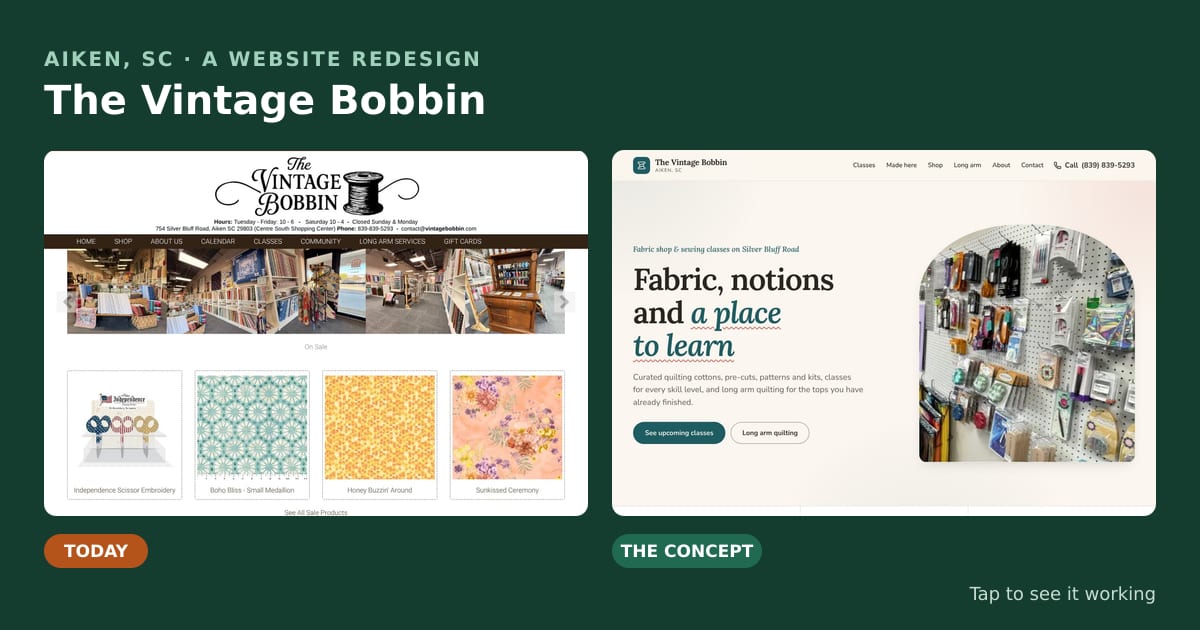 AIKEN, SC · A WEBSITE REDESIGN
The Vintage Bobbin
The
VINTAGE
BOBBIN
Hours: Tuesday - Friday: 10 - 6 • Saturday 10 - 4 • Closed Sunday & Monday
754 Silver Bluff Road, Aiken SC 29803 (Centre South Shopping Center) Phone: 839-839-5293 • contact@vintagebobbin.com
HOME SHOP ABOUT US CALENDAR CLASSES COMMUNITY LONG ARM SERVICES GIFT CARDS
On Sale
Independence Scissor Embroidery
Boho Bliss - Small Medallion
Honey Buzzin' Around
Sunkissed Ceremony
See All Sale Products
TODAY
The Vintage Bobbin
AIKEN, SC
Classes Made here Shop Long arm About Contact Call (839) 839-5293
Fabric shop & sewing classes on Silver Bluff Road
Fabric, notions
and a place
to learn
Curated quilting cottons, pre-cuts, patterns and kits, classes
for every skill level, and long arm quilting for the tops you have
already finished.
See upcoming classes
Long arm quilting
THE CONCEPT
Tap to see it working